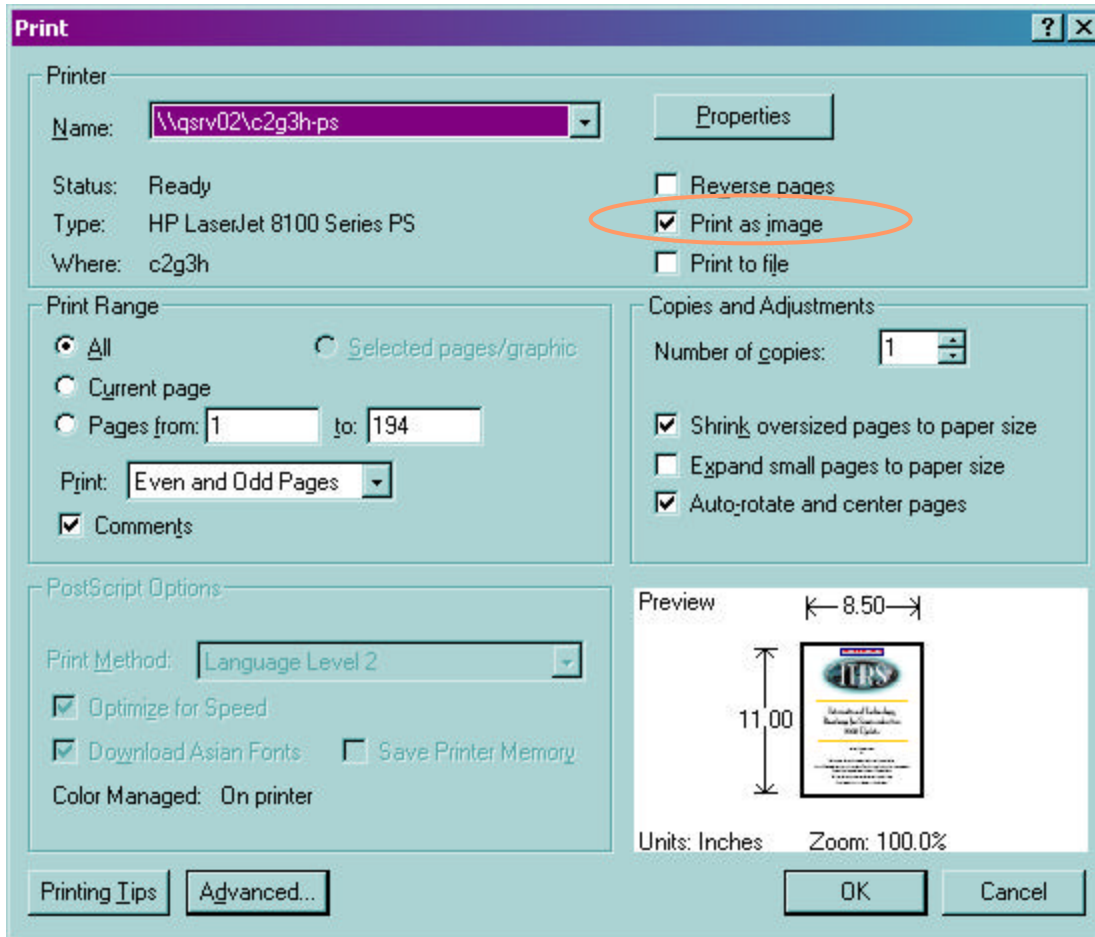 Print
Printer
Name: \\qsrv02\c2g3h-ps Properties
Status: Ready Reverse pages
Type: HP LaserJet 8100 Series PS Print as image
Where: c2g3h Print to file
Print Range
All Selected pages/graphic
Current page
Pages from: 1 to: 194
Print: Even and Odd Pages
Comments
Copies and Adjustments
Number of copies: 1
Shrink oversized pages to paper size
Expand small pages to paper size
Auto-rotate and center pages
PostScript Options
Print Method: Language Level 2
Optimize for Speed
Download Asian Fonts Save Printer Memory
Color Managed: On printer
Preview 8.50
ITRS
11.00
Units: Inches Zoom: 100.0%
Printing Tips Advanced... OK Cancel